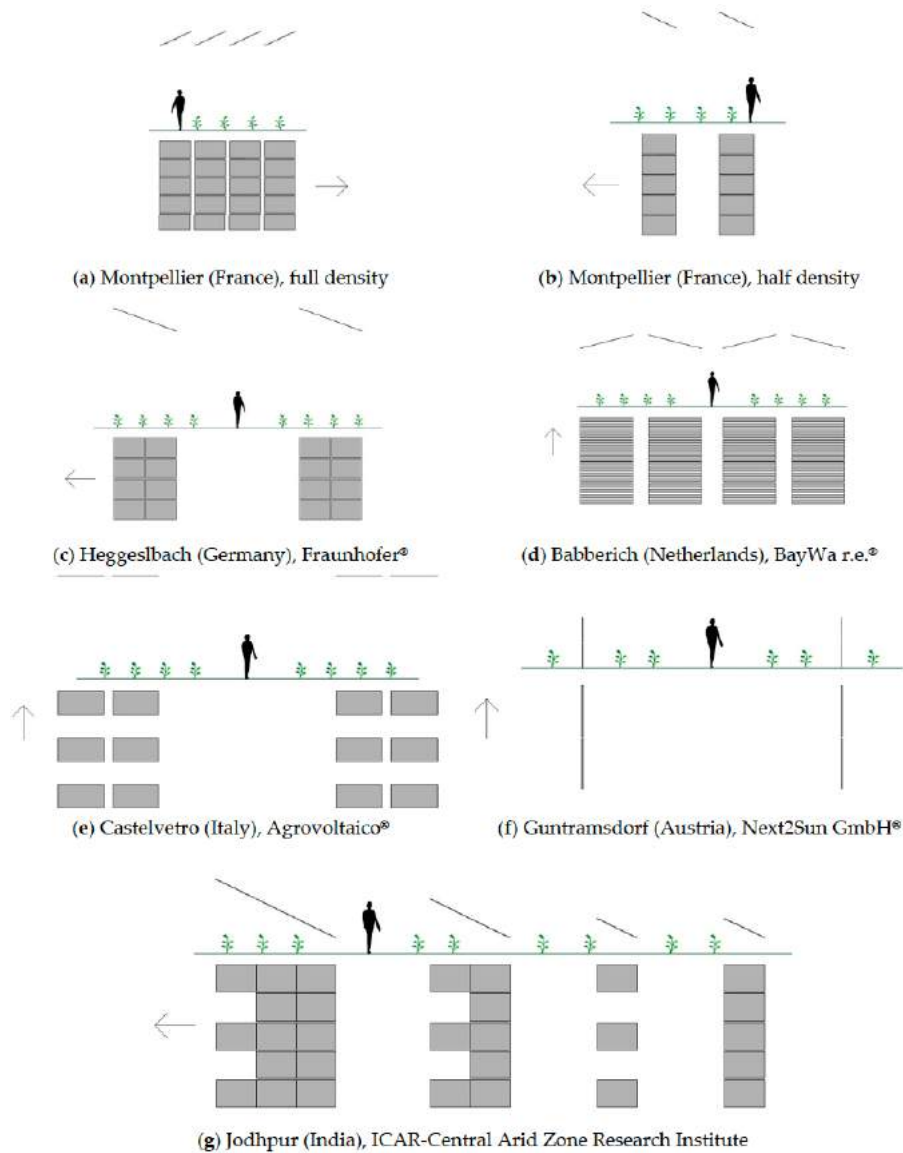 (a) Montpellier (France), full density
(b) Montpellier (France), half density
(c) Heggeslbach (Germany), Fraunhofer®
(d) Babberich (Netherlands), BayWa r.e.®
(e) Castelvetro (Italy), Agrovoltaico®
(f) Guntramsdorf (Austria), Next2Sun GmbH®
(g) Jodhpur (India), ICAR-Central Arid Zone Research Institute